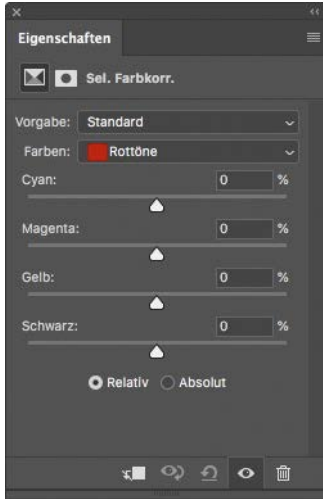 Eigenschaften
Sel. Farbkorr.
Vorgabe: Standard
Farben: Rottöne
Cyan: 0 %
Magenta: 0 %
Gelb: 0 %
Schwarz: 0 %
Relativ Absolut